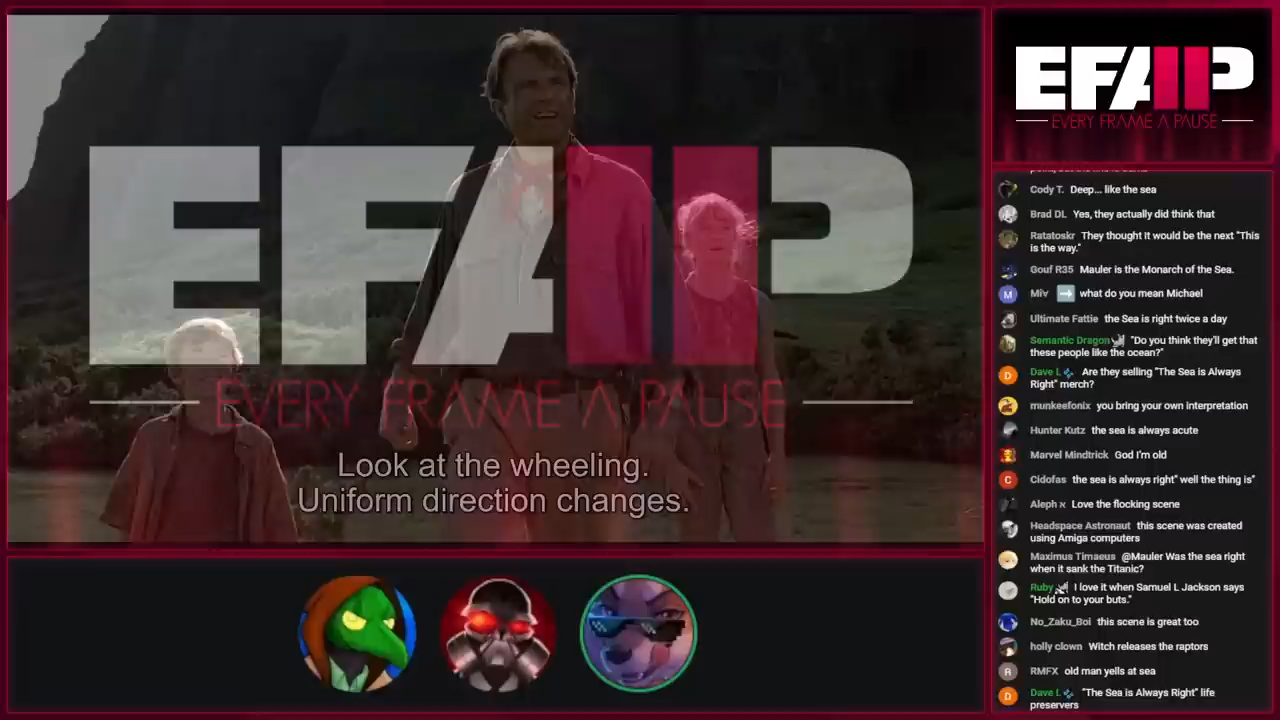 EFAP
EVERY FRAME A PAUSE
Look at the wheeling.
Uniform direction changes.
EFAP
EVERY FRAME A PAUSE
Cody T. Deep... like the sea
Brad DL Yes, they actually did think that
Ratatoskr They thought it would be the next "This
is the way."
Gouf R35 Mauler is the Monarch of the Sea.
Miv ➡ what do you mean Michael
Ultimate Fattie the Sea is right twice a day
Semantic Dragon "Do you think they'll get that
these people like the ocean?"
Dave L Are they selling "The Sea is Always
Right" merch?
munkeefonix you bring your own interpretation
Hunter Kutz the sea is always acute
Marvel Mindtrick God I'm old
C
Cidofas the sea is always right" well the thing is"
Aleph א Love the flocking scene
Headspace Astronaut this scene was created
using Amiga computers
Maximus Timaeus @Mauler Was the sea right
when it sank the Titanic?
Ruby I love it when Samuel L Jackson says
"Hold on to your buts."
No_Zaku_Boi this scene is great too
holly clown Witch releases the raptors
R
RMFX old man yells at sea
D
Dave L "The Sea is Always Right" life
preservers